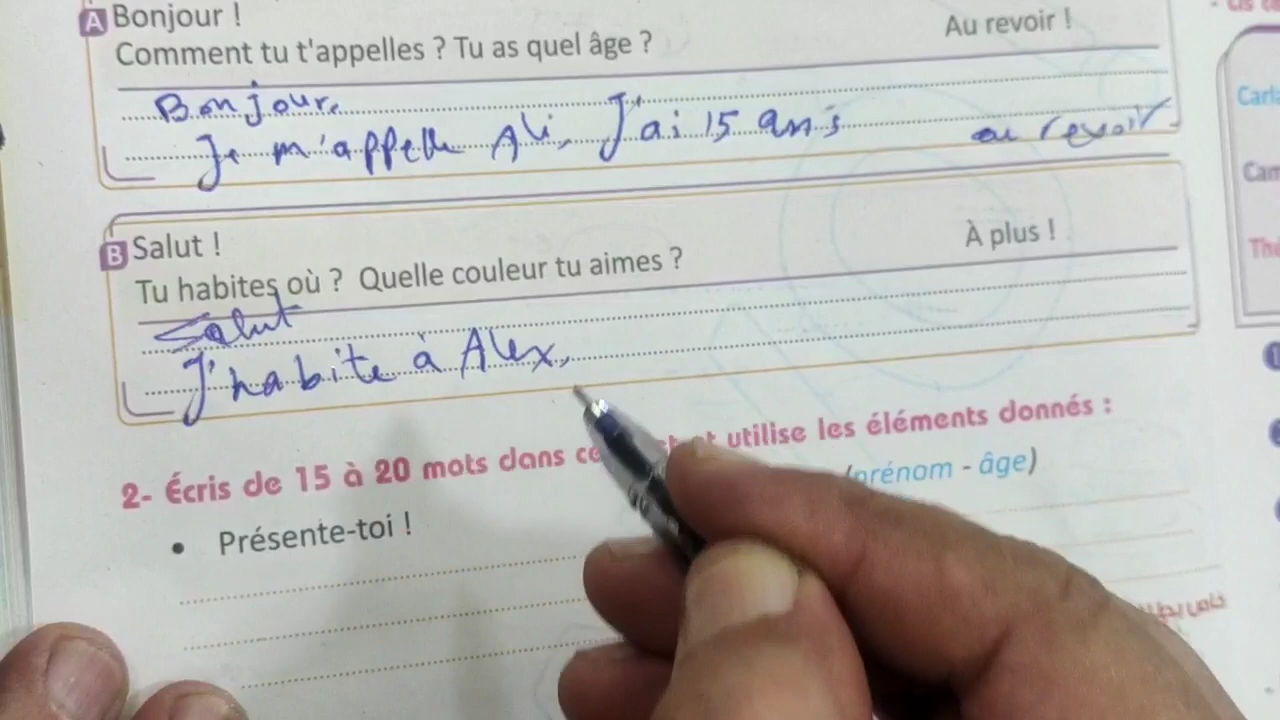 A Bonjour !
Au revoir !
Comment tu t'appelles ? Tu as quel âge ?
Bonjour,
Je m'appelle Ali, J'ai 15 ans
au revoir
B Salut !
À plus !
Tu habites où ? Quelle couleur tu aimes ?
Salut
J'habite à Alex,
2- Écris de 15 à 20 mots dans utilise les éléments donnés :
(prénom - âge)
• Présente-toi !